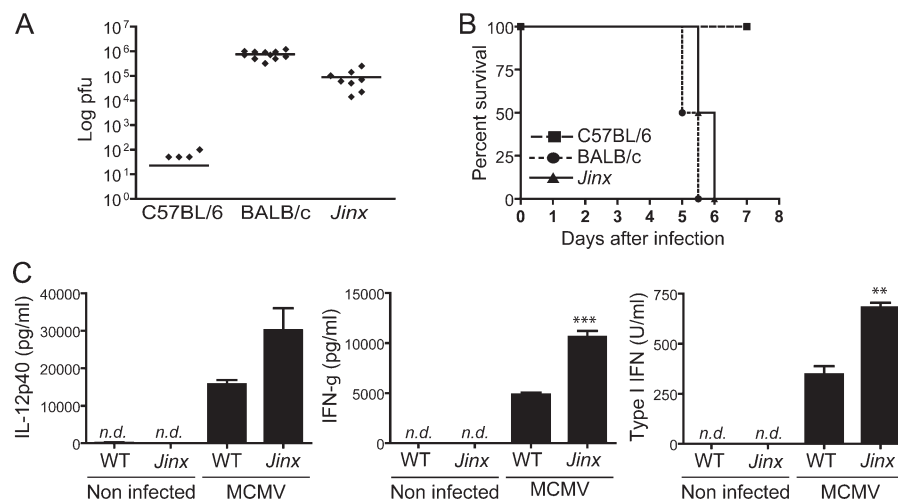 A
Log pfu
10⁷
10⁶
10⁵
10⁴
10²
10¹
10⁰
C57BL/6 BALB/c Jinx
B
Percent survival
100
75
50
25
0
C57BL/6
BALB/c
Jinx
0 1 2 3 4 5 6 7 8
Days after infection
C
IL-12p40 (pg/ml)
40000
30000
20000
10000
0
n.d. n.d.
WT Jinx WT Jinx
Non infected MCMV
IFN-g (pg/ml)
15000
10000
5000
0
n.d. n.d.
***
WT Jinx WT Jinx
Non infected MCMV
Type I IFN (U/ml)
750
500
250
0
n.d. n.d.
**
WT Jinx WT Jinx
Non infected MCMV